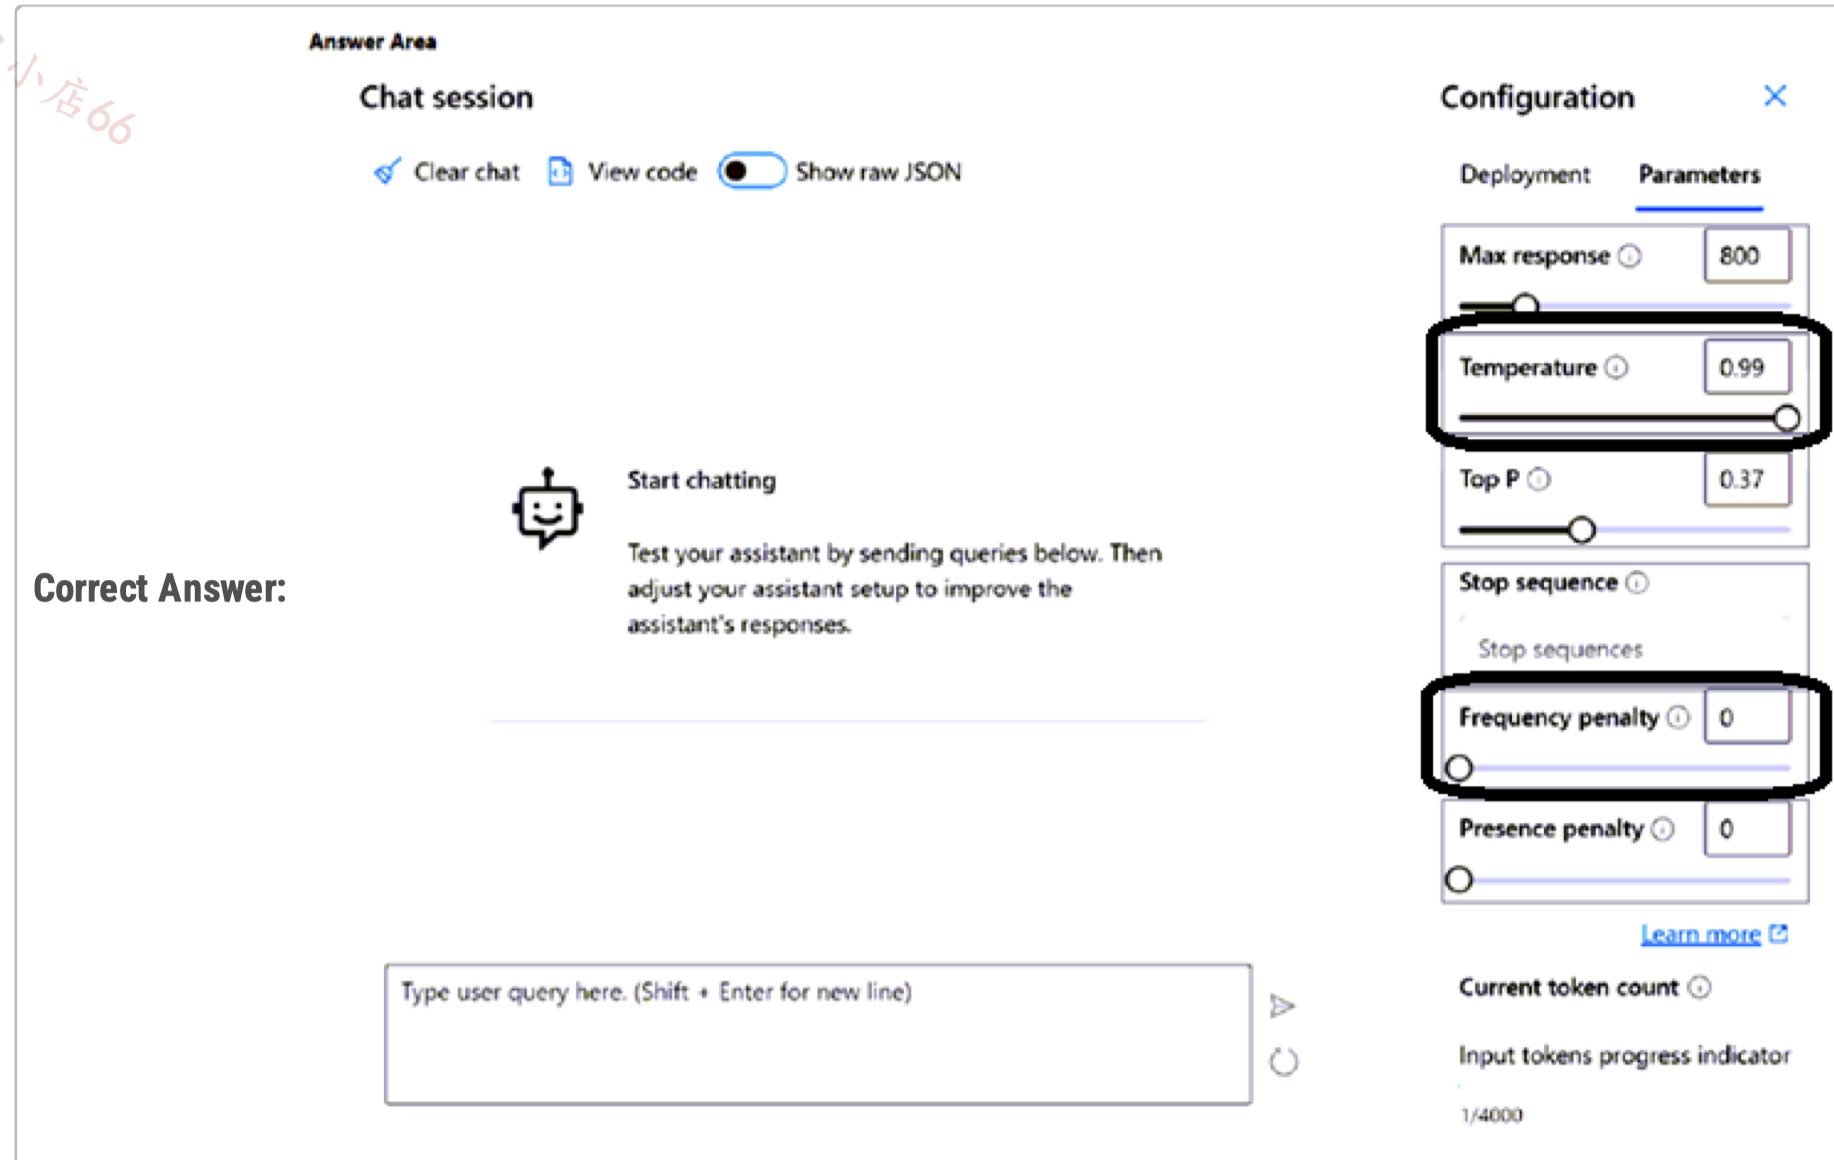 小店66
Answer Area
Chat session
Clear chat
View code
Show raw JSON
Start chatting
Test your assistant by sending queries below. Then
adjust your assistant setup to improve the
assistant's responses.
Correct Answer:
Type user query here. (Shift + Enter for new line)
Configuration
Deployment Parameters
Max response 800
Temperature 0.99
Top P 0.37
Stop sequence
Stop sequences
Frequency penalty 0
Presence penalty 0
Learn more
Current token count
Input tokens progress indicator
1/4000